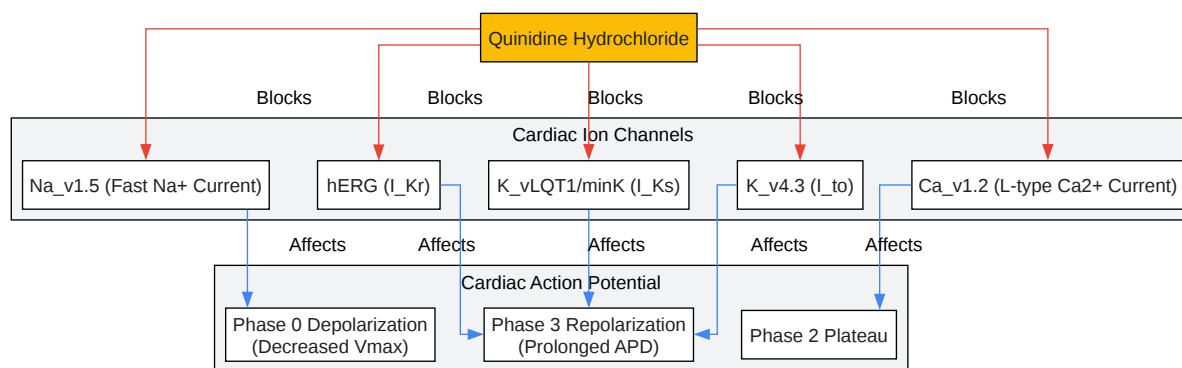 Quinidine Hydrochloride
Blocks
Blocks
Blocks
Blocks
Blocks
Cardiac Ion Channels
Na_v1.5 (Fast Na+ Current)
hERG (I_Kr)
K_vLQT1/minK (I_Ks)
K_v4.3 (I_to)
Ca_v1.2 (L-type Ca2+ Current)
Affects
Affects
Affects
Affects
Affects
Cardiac Action Potential
Phase 0 Depolarization
(Decreased Vmax)
Phase 3 Repolarization
(Prolonged APD)
Phase 2 Plateau